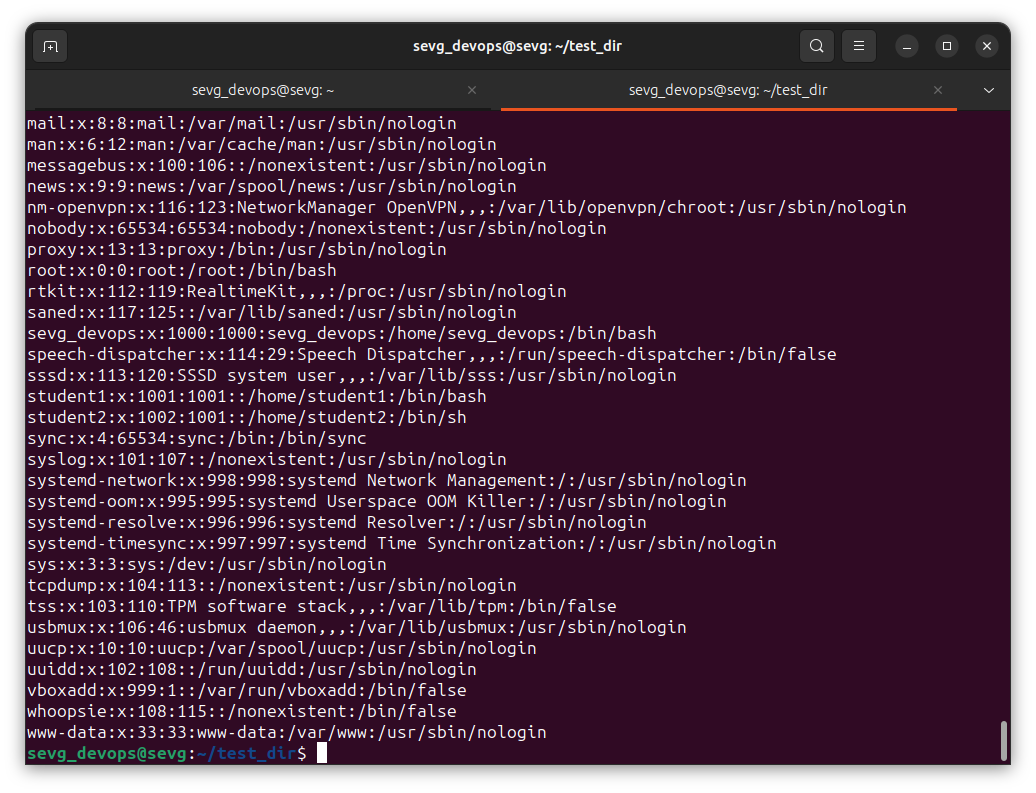 sevg_devops@sevg: ~/test_dir
sevg_devops@sevg: ~
sevg_devops@sevg: ~/test_dir
mail:x:8:8:mail:/var/mail:/usr/sbin/nologin
man:x:6:12:man:/var/cache/man:/usr/sbin/nologin
messagebus:x:100:106::/nonexistent:/usr/sbin/nologin
news:x:9:9:news:/var/spool/news:/usr/sbin/nologin
nm-openvpn:x:116:123:NetworkManager OpenVPN,,,:/var/lib/openvpn/chroot:/usr/sbin/nologin
nobody:x:65534:65534:nobody:/nonexistent:/usr/sbin/nologin
proxy:x:13:13:proxy:/bin:/usr/sbin/nologin
root:x:0:0:root:/root:/bin/bash
rtkit:x:112:119:RealtimeKit,,,:/proc:/usr/sbin/nologin
saned:x:117:125::/var/lib/saned:/usr/sbin/nologin
sevg_devops:x:1000:1000:sevg_devops:/home/sevg_devops:/bin/bash
speech-dispatcher:x:114:29:Speech Dispatcher,,,:/run/speech-dispatcher:/bin/false
sssd:x:113:120:SSSD system user,,,:/var/lib/sss:/usr/sbin/nologin
student1:x:1001:1001::/home/student1:/bin/bash
student2:x:1002:1001::/home/student2:/bin/sh
sync:x:4:65534:sync:/bin:/bin/sync
syslog:x:101:107::/nonexistent:/usr/sbin/nologin
systemd-network:x:998:998:systemd Network Management:/:/usr/sbin/nologin
systemd-oom:x:995:995:systemd Userspace OOM Killer:/:/usr/sbin/nologin
systemd-resolve:x:996:996:systemd Resolver:/:/usr/sbin/nologin
systemd-timesync:x:997:997:systemd Time Synchronization:/:/usr/sbin/nologin
sys:x:3:3:sys:/dev:/usr/sbin/nologin
tcpdump:x:104:113::/nonexistent:/usr/sbin/nologin
tss:x:103:110:TPM software stack,,,:/var/lib/tpm:/bin/false
usbmux:x:106:46:usbmux daemon,,,:/var/lib/usbmux:/usr/sbin/nologin
uucp:x:10:10:uucp:/var/spool/uucp:/usr/sbin/nologin
uuidd:x:102:108::/run/uuidd:/usr/sbin/nologin
vboxadd:x:999:1::/var/run/vboxadd:/bin/false
whoopsie:x:108:115::/nonexistent:/bin/false
www-data:x:33:33:www-data:/var/www:/usr/sbin/nologin
sevg_devops@sevg:~/test_dir$